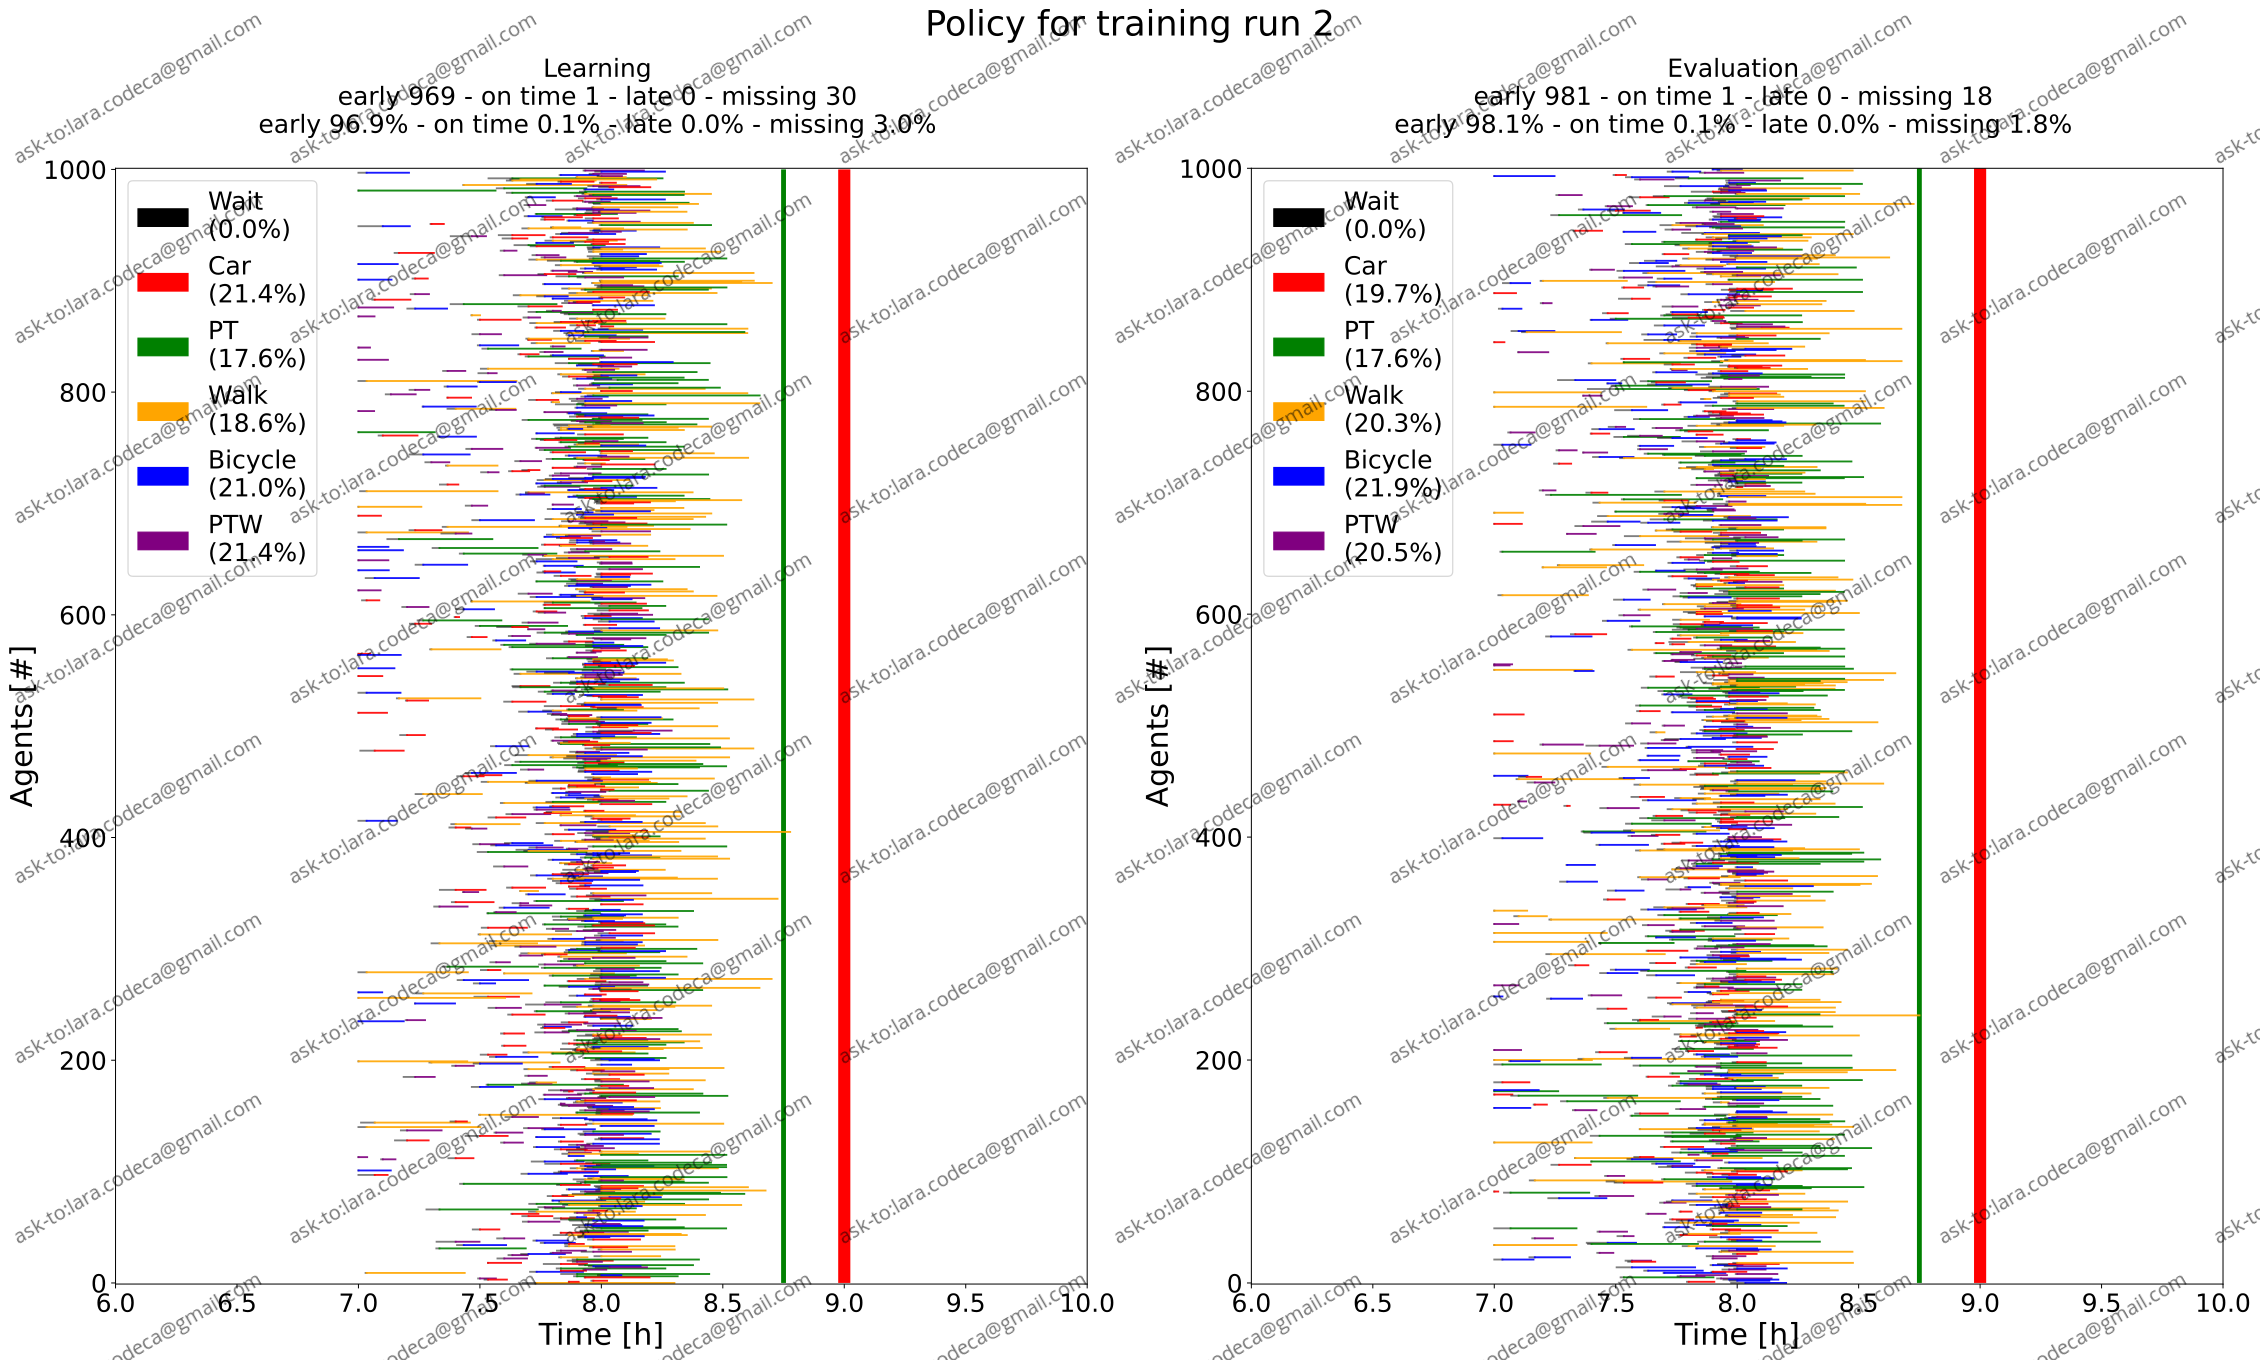 Policy for training run 2
Learning
early 969 - on time 1 - late 0 - missing 30
early 96.9% - on time 0.1% - late 0.0% - missing 3.0%
Agents [#]
1000
800
600
400
200
0
Wait
(0.0%)
Car
(21.4%)
PT
(17.6%)
Walk
(18.6%)
Bicycle
(21.0%)
PTW
(21.4%)
6.0 6.5 7.0 7.5 8.0 8.5 9.0 9.5 10.0
Time [h]
Evaluation
early 981 - on time 1 - late 0 - missing 18
early 98.1% - on time 0.1% - late 0.0% - missing 1.8%
Agents [#]
1000
800
600
400
200
0
Wait
(0.0%)
Car
(19.7%)
PT
(17.6%)
Walk
(20.3%)
Bicycle
(21.9%)
PTW
(20.5%)
6.0 6.5 7.0 7.5 8.0 8.5 9.0 9.5 10.0
Time [h]
ask-to:lara.codeca@gmail.com